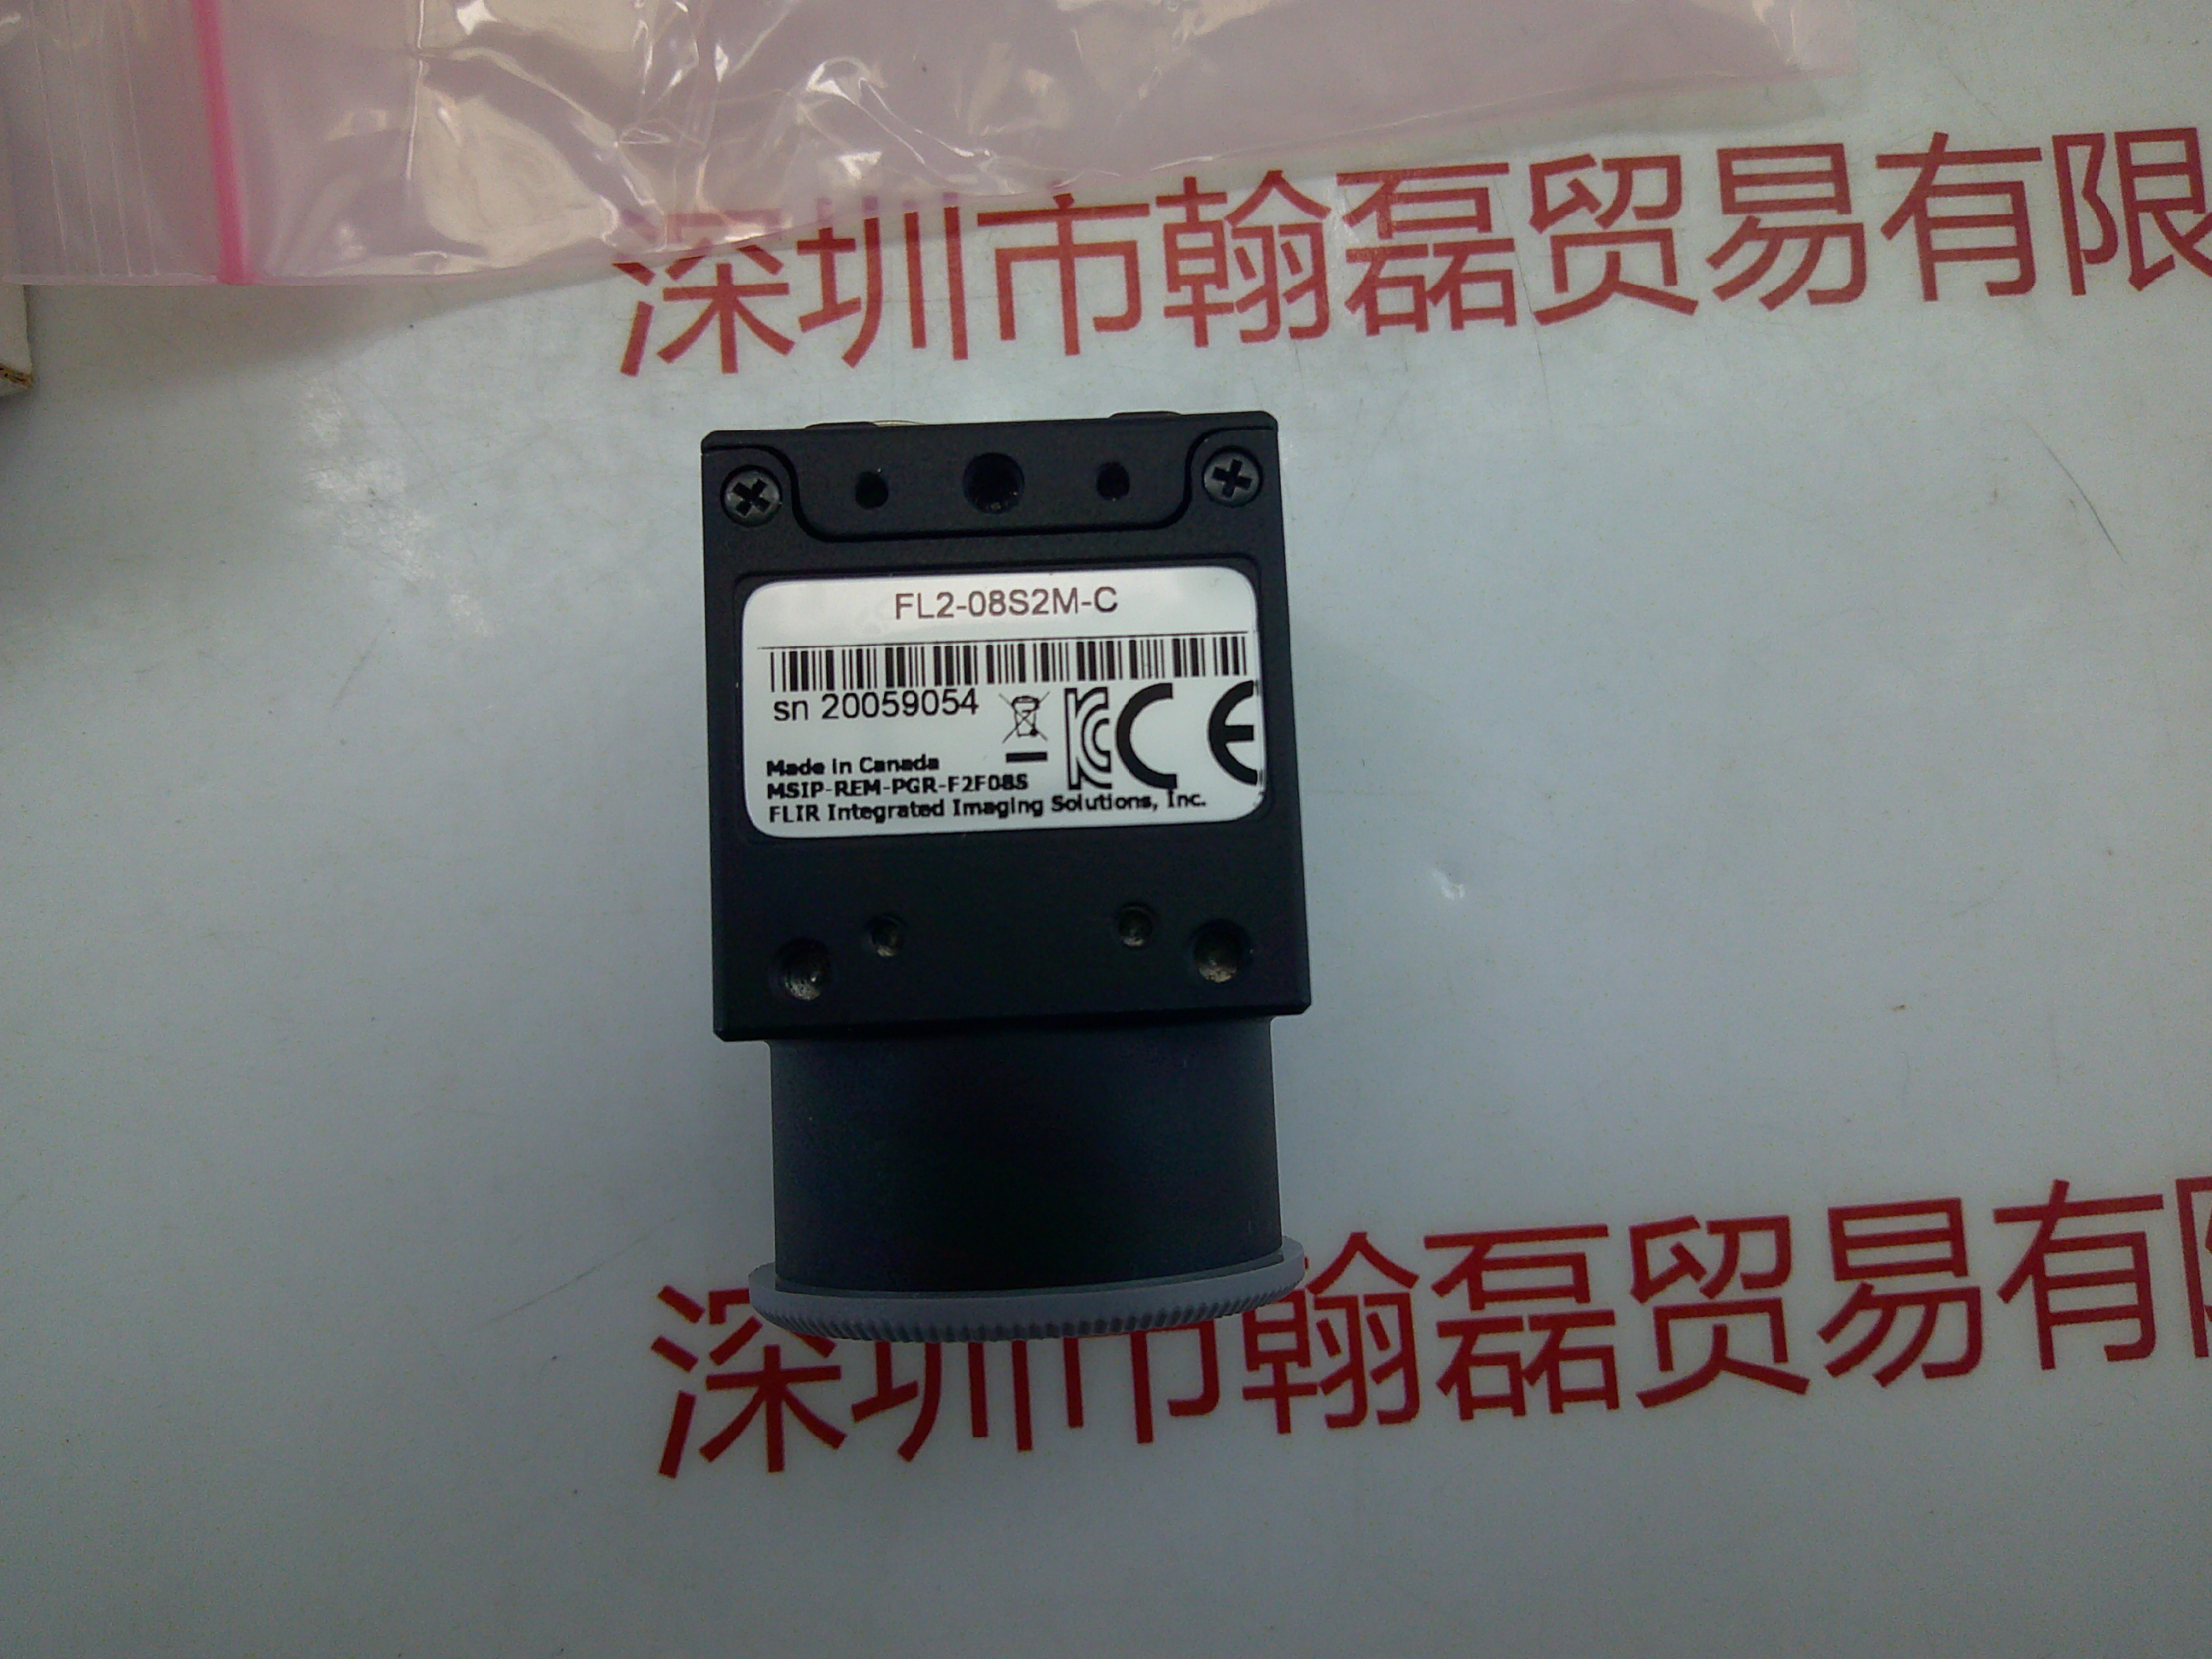 深圳市翰磊贸易有限
FL2-08S2M-C
sn 20059054
Made in Canada
MSIP-REM-PGR-F2F08S
FLIR Integrated Imaging Solutions, Inc.
深圳市翰磊贸易有